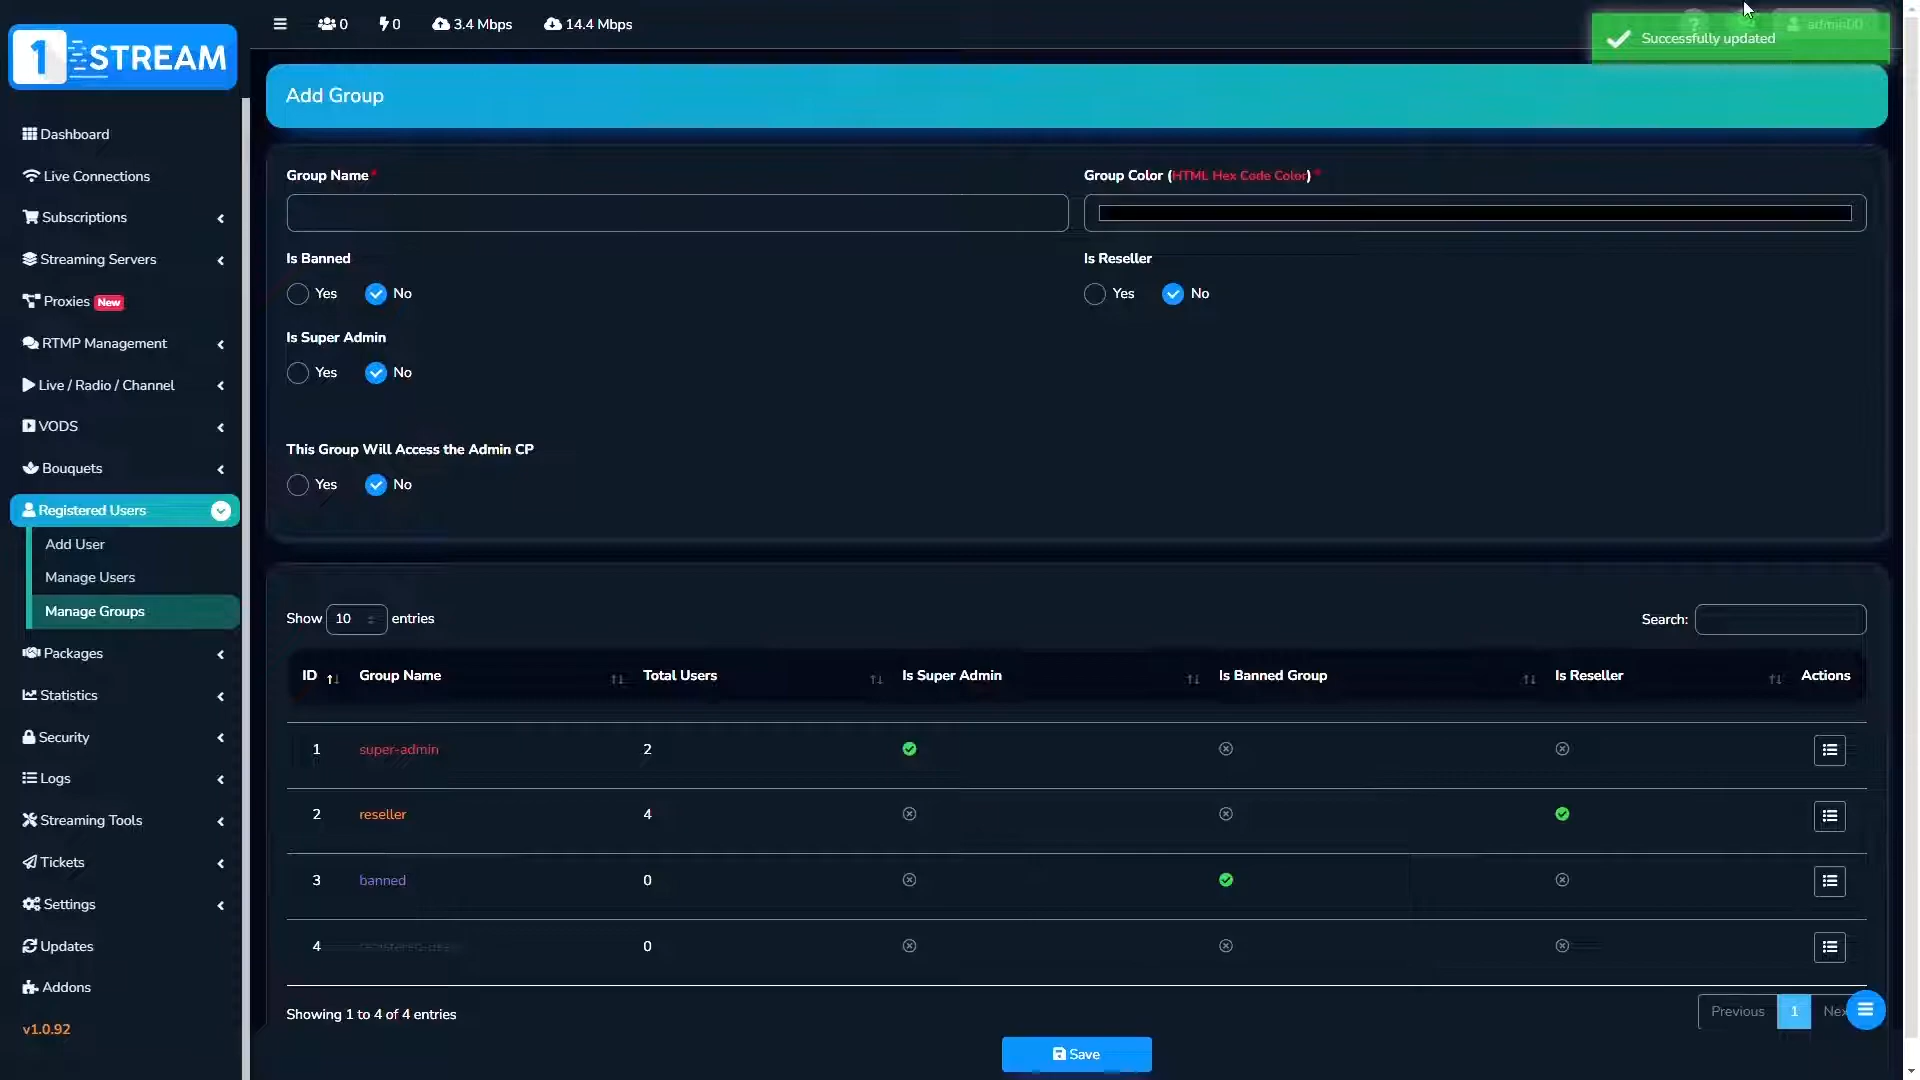 0 0 3.4 Mbps 14.4 Mbps
Successfully updated
1 STREAM
Add Group
Dashboard
Live Connections
Subscriptions
Streaming Servers
Proxies New
RTMP Management
Live / Radio / Channel
VODS
Bouquets
Registered Users
Add User
Manage Users
Manage Groups
Packages
Statistics
Security
Logs
Streaming Tools
Tickets
Settings
Updates
Addons
v1.0.92
Group Name*
Group Color (HTML Hex Code Color) *
Is Banned
Yes No
Is Reseller
Yes No
Is Super Admin
Yes No
This Group Will Access the Admin CP
Yes No
Show 10 entries
Search:
ID Group Name Total Users Is Super Admin Is Banned Group Is Reseller Actions
1 super-admin 2
2 reseller 4
3 banned 0
4 0
Showing 1 to 4 of 4 entries
Previous 1
Save